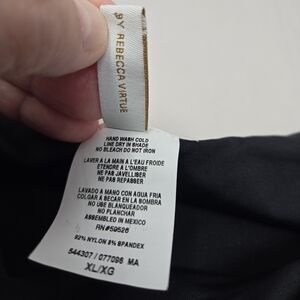 BY REBECCA VIRTUE
HAND WASH COLD
LINE DRY IN SHADE
NO BLEACH DO NOT IRON
LAVER A LA MAIN A L'EAU FROIDE
ETENDRE A L'OMBRE
NE PAS JAVELLISER
NE PAS REPASSER
LAVADO A MANO CON AGUA FRIA
COLGAR A SECAR EN LA SOMBRA
NO USE BLANQUEADOR
NO PLANCHAR
ASSEMBLED IN MEXICO
RN#59526
92% NYLON 8% SPANDEX
544307 / 077096 MA
XL/XG